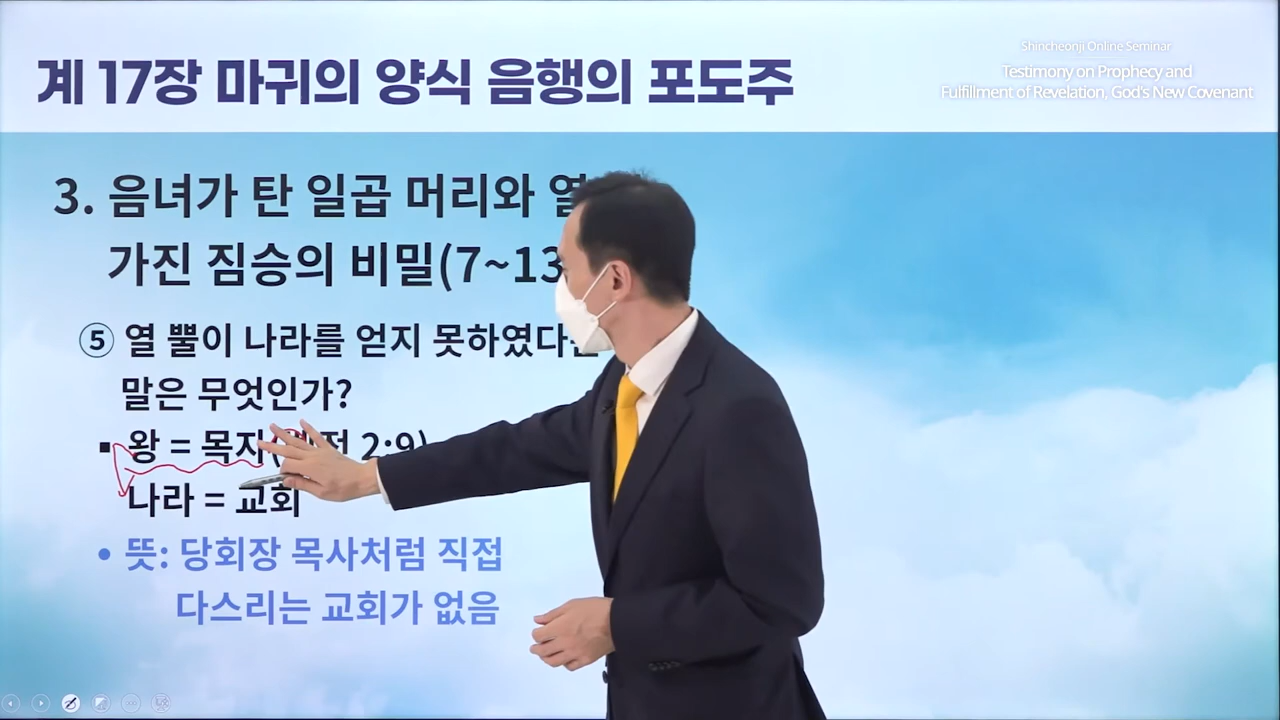 계 17장 마귀의 양식 음행의 포도주
Shincheonji Online Seminar
Testimony on Prophecy and
Fulfillment of Revelation, God's New Covenant
3. 음녀가 탄 일곱 머리와 열
가진 짐승의 비밀(7~13
⑤ 열 뿔이 나라를 얻지 못하였다는
말은 무엇인가?
▪ 왕 = 목자( 전 2:9)
나라 = 교회
• 뜻: 당회장 목사처럼 직접
다스리는 교회가 없음